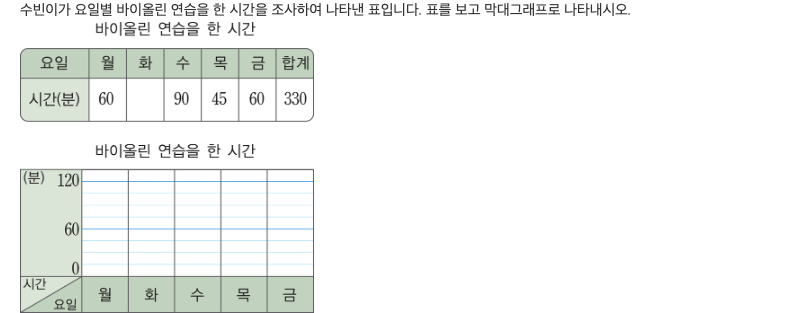 수빈이가 요일별 바이올린 연습을 한 시간을 조사하여 나타낸 표입니다. 표를 보고 막대그래프로 나타내시오.
바이올린 연습을 한 시간
요일 월 화 수 목 금 합계
시간(분) 60 90 45 60 330
바이올린 연습을 한 시간
(분) 120
60
0
시간
요일
월 화 수 목 금